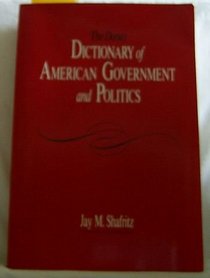 The Dorsey
DICTIONARY of
AMERICAN GOVERNMENT
and POLITICS
Jay M. Shafritz